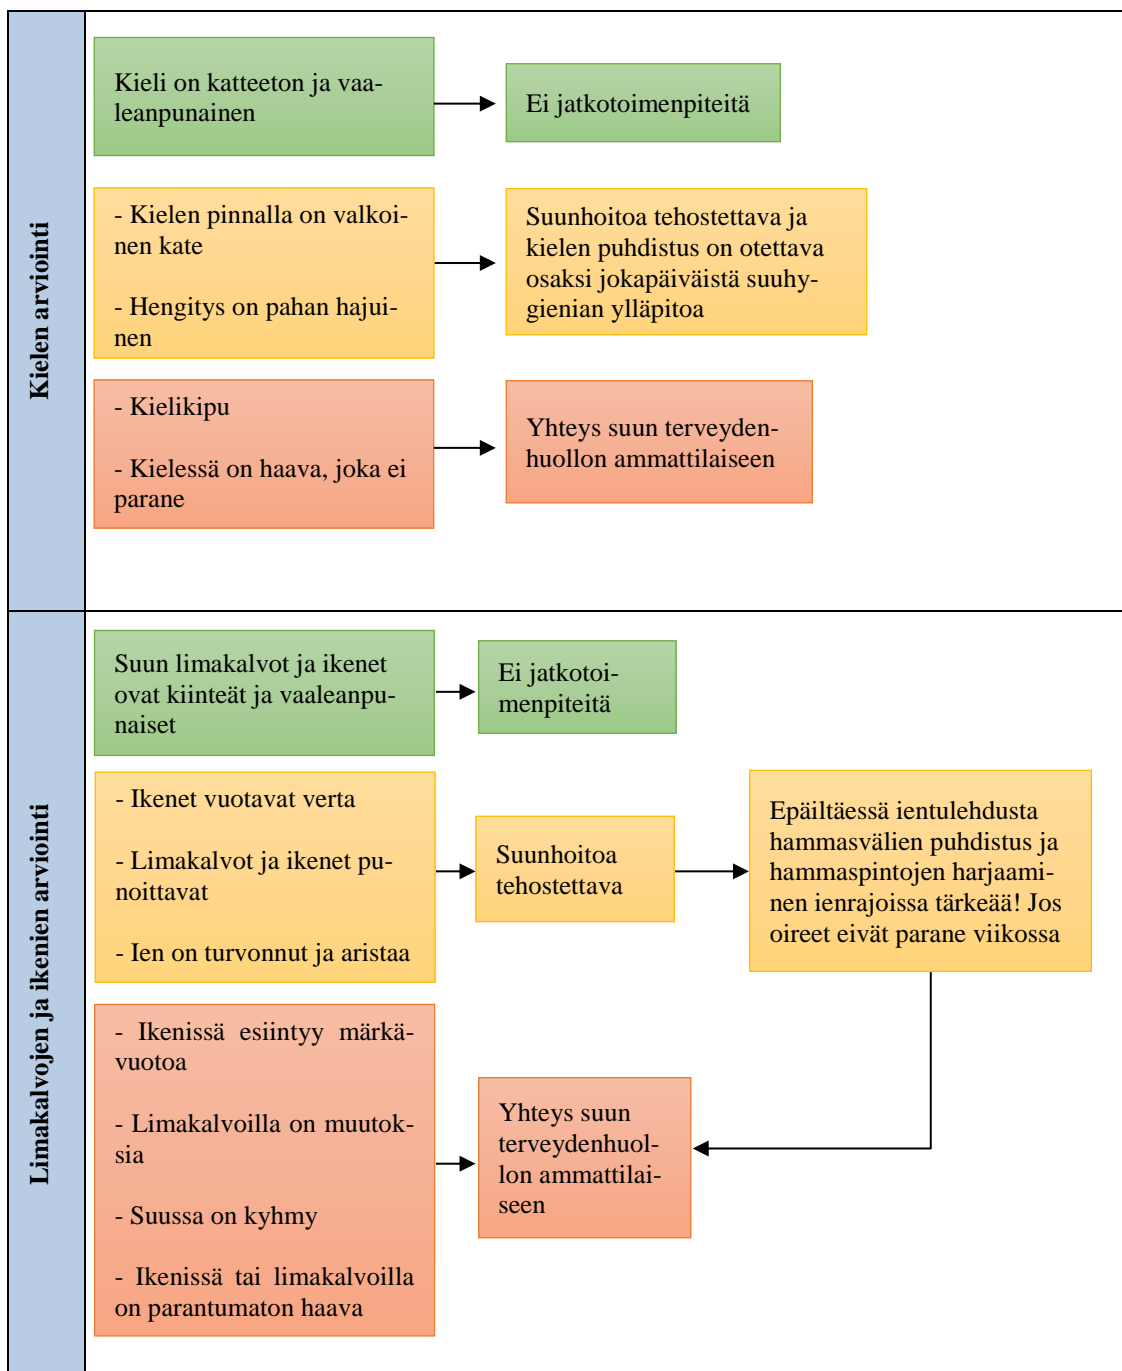 Kielen arviointi
Kieli on katteeton ja vaa-
leanpunainen
Ei jatkotoimenpiteitä
- Kielen pinnalla on valkoi-
nen kate
- Hengitys on pahan hajui-
nen
Suunhoitoa tehostettava ja
kielen puhdistus on otettava
osaksi jokapäiväistä suuhy-
gienian ylläpitoa
- Kielikipu
- Kielessä on haava, joka ei
parane
Yhteys suun terveyden-
huollon ammattilaiseen
Limakalvojen ja ikenien arviointi
Suun limakalvot ja ikenet
ovat kiinteät ja vaaleanpu-
naiset
Ei jatkotoi-
menpiteitä
- Ikenet vuotavat verta
- Limakalvot ja ikenet pu-
noittavat
- Ien on turvonnut ja aristaa
Suunhoitoa
tehostettava
Epäiltäessä ientulehdusta
hammasvälien puhdistus ja
hammaspintojen harjaami-
nen ienrajoissa tärkeää! Jos
oireet eivät parane viikossa
- Ikenissä esiintyy märkä-
vuotoa
- Limakalvoilla on muutok-
sia
- Suussa on kyhmy
- Ikenissä tai limakalvoilla
on parantumaton haava
Yhteys suun
terveydenhuol-
lon ammattilai-
seen